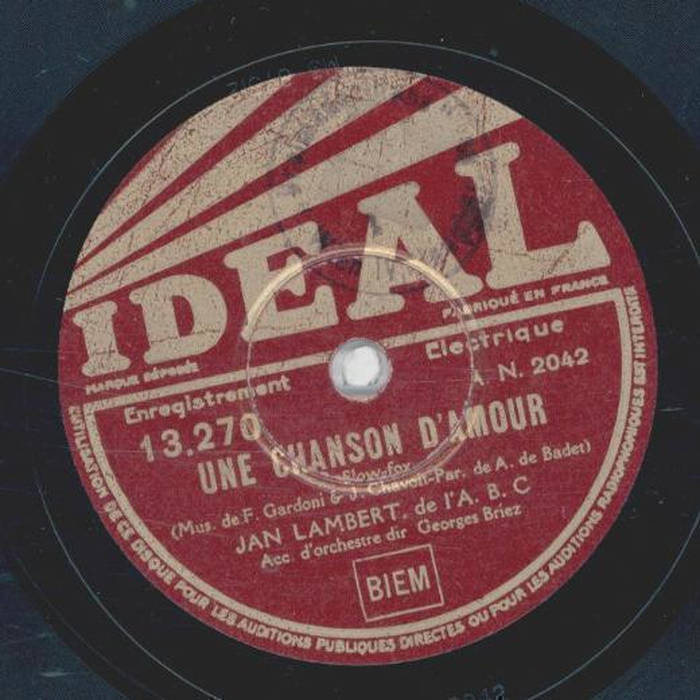 IDEAL
MARQUE DÉPOSÉE
FABRIQUÉ EN FRANCE
Enregistrement Electrique
13.270 A N. 2042
UNE CHANSON D'AMOUR
Slow-fox
(Mus. de F. Gardoni & J. Chavoit-Par. de A. de Badet)
JAN LAMBERT. de l'A. B. C
Acc. d'orchestre dir Georges Briez
BIEM
L'UTILISATION DE CE DISQUE POUR LES AUDITIONS PUBLIQUES DIRECTES OU POUR LES AUDITIONS RADIOPHONIQUES EST INTERDITE